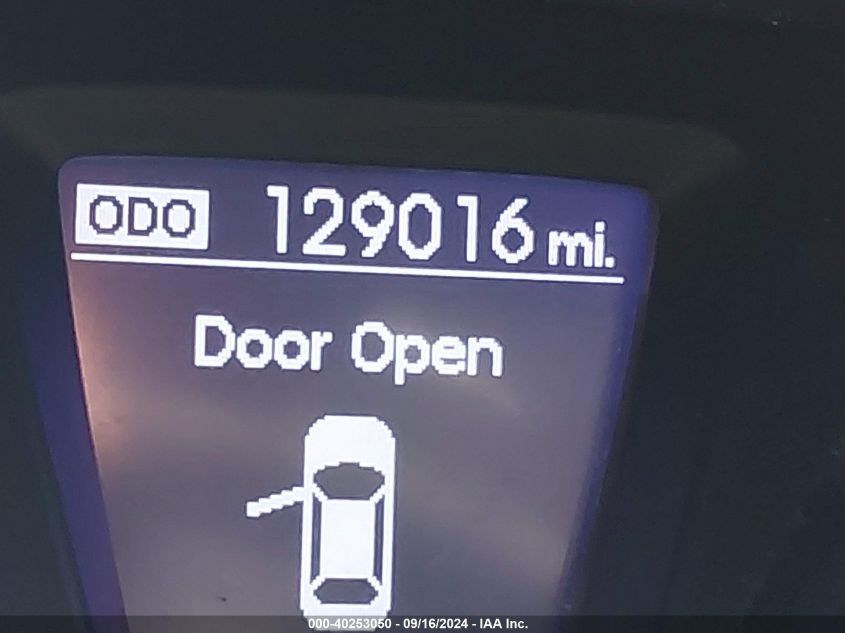 ODO 129016 mi.
Door Open
000-40253050 - 09/16/2024 - IAA Inc.